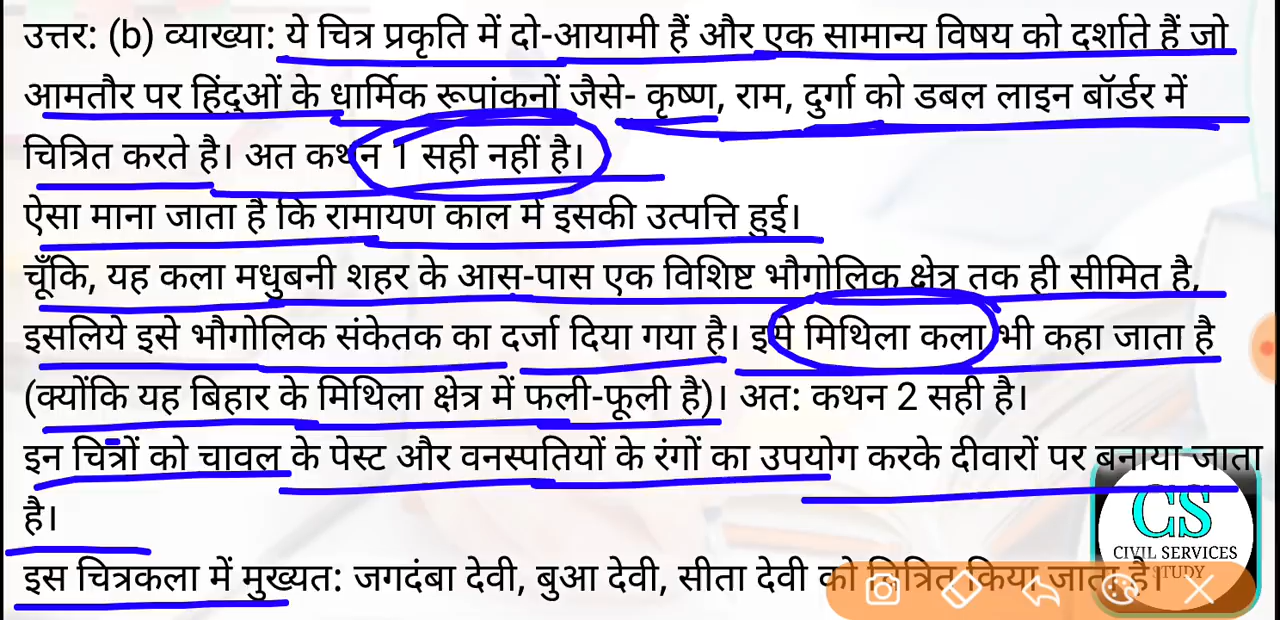 उत्तर: (b) व्याख्या: ये चित्र प्रकृति में दो-आयामी हैं और एक सामान्य विषय को दर्शाते हैं जो
आमतौर पर हिंदुओं के धार्मिक रूपांकनों जैसे- कृष्ण, राम, दुर्गा को डबल लाइन बॉर्डर में
चित्रित करते है। अत कथन 1 सही नहीं है।
ऐसा माना जाता है कि रामायण काल में इसकी उत्पत्ति हुई।
चूँकि, यह कला मधुबनी शहर के आस-पास एक विशिष्ट भौगोलिक क्षेत्र तक ही सीमित है,
इसलिये इसे भौगोलिक संकेतक का दर्जा दिया गया है। इसे मिथिला कला भी कहा जाता है
(क्योंकि यह बिहार के मिथिला क्षेत्र में फली-फूली है)। अत: कथन 2 सही है।
इन चित्रों को चावल के पेस्ट और वनस्पतियों के रंगों का उपयोग करके दीवारों पर बनाया जाता
है।
CS
CIVIL SERVICES
STUDY
इस चित्रकला में मुख्यत: जगदंबा देवी, बुआ देवी, सीता देवी को चित्रित किया जाता है।